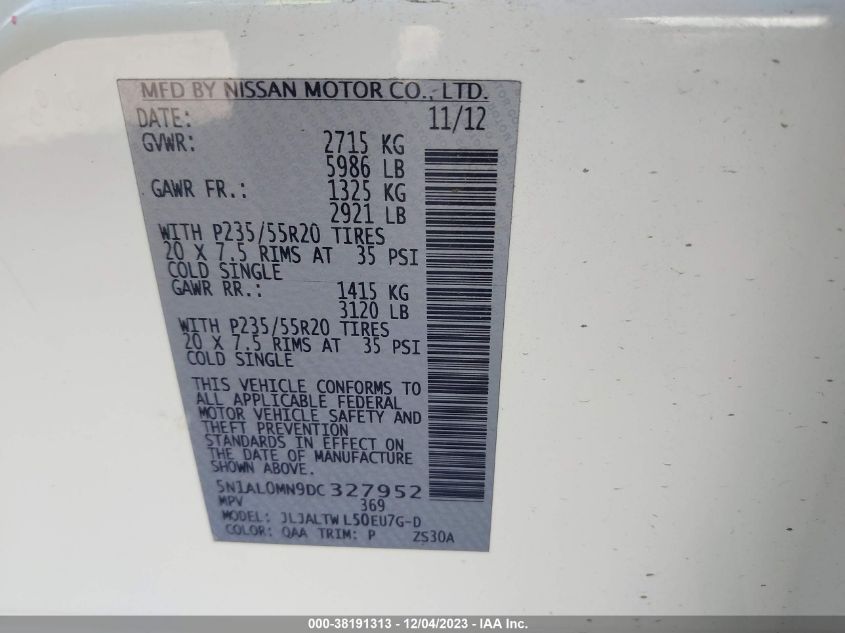 MFD BY NISSAN MOTOR CO., LTD.
DATE: 11/12
GVWR: 2715 KG
5986 LB
GAWR FR.: 1325 KG
2921 LB
WITH P235/55R20 TIRES
20 X 7.5 RIMS AT 35 PSI
COLD SINGLE
GAWR RR.: 1415 KG
3120 LB
WITH P235/55R20 TIRES
20 X 7.5 RIMS AT 35 PSI
COLD SINGLE
THIS VEHICLE CONFORMS TO
ALL APPLICABLE FEDERAL
MOTOR VEHICLE SAFETY AND
THEFT PREVENTION
STANDARDS IN EFFECT ON
THE DATE OF MANUFACTURE
SHOWN ABOVE.
5N1AL0MN9DC327952
MPV 369
MODEL: JLJALTWL50EU7G-D
COLOR: QAA TRIM: P ZS30A
000-38191313 - 12/04/2023 - IAA Inc.